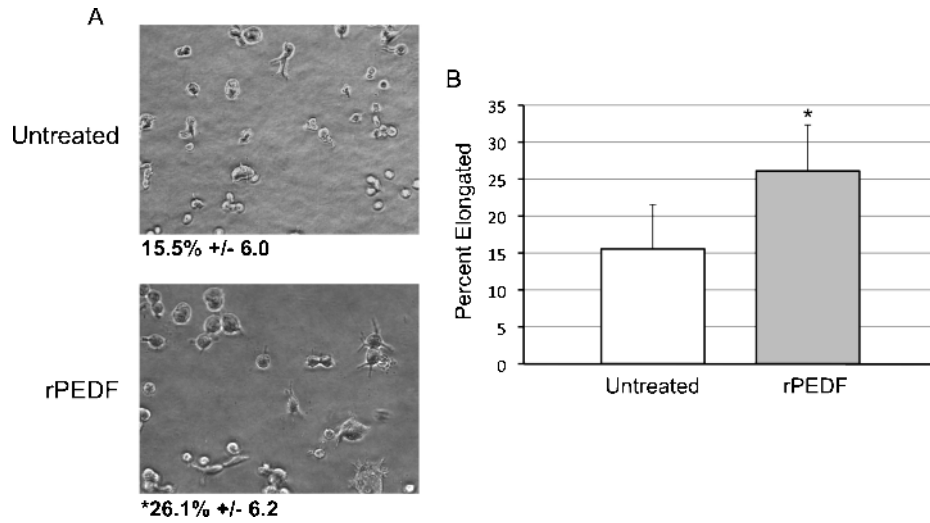 A
Untreated
15.5% +/- 6.0
rPEDF
*26.1% +/- 6.2
B
Percent Elongated
35
30
25
20
15
10
5
0
*
Untreated
rPEDF